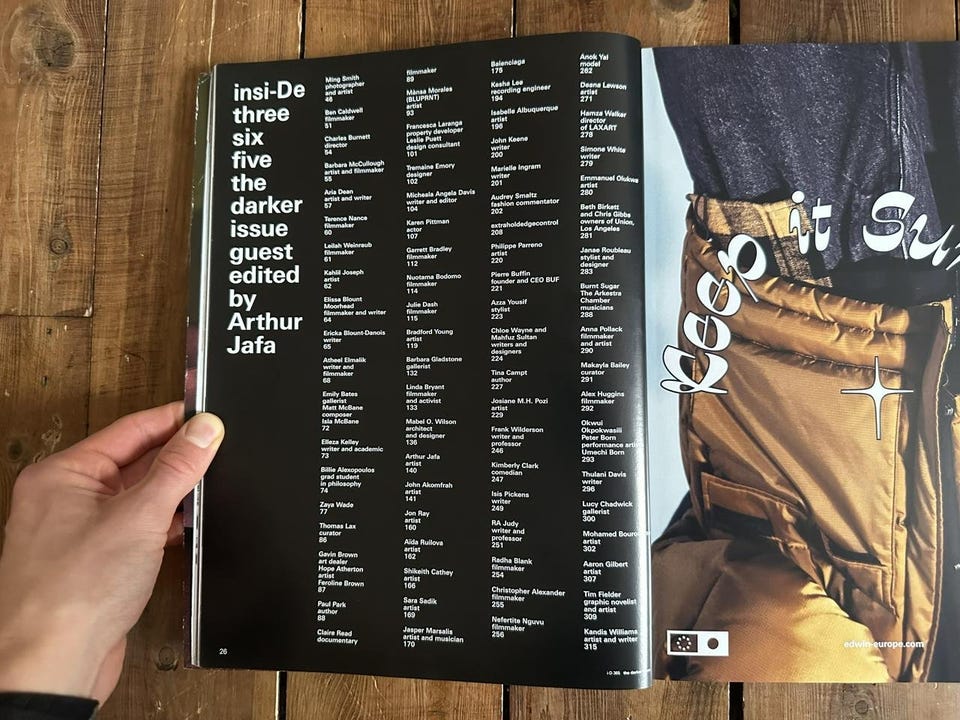 insi-De
three
six
five
the
darker
issue
guest
edited
by
Arthur
Jafa
Ming Smith
photographer
and artist
46
Ben Caldwell
filmmaker
51
Charles Burnett
director
54
Barbara McCullough
artist and filmmaker
55
Aria Dean
artist and writer
57
Terence Nance
filmmaker
60
Leilah Weinraub
filmmaker
61
Kahlil Joseph
artist
62
Elissa Blount
Moorhead
filmmaker and writer
64
Ericka Blount-Danois
writer
65
Atheel Elmalik
writer and
filmmaker
68
Emily Bates
gallerist
Matt McBane
composer
Isla McBane
72
Elleza Kelley
writer and academic
73
Billie Alexopoulos
grad student
in philosophy
74
Zaya Wade
77
Thomas Lax
curator
86
Gavin Brown
art dealer
Hope Atherton
artist
Feroline Brown
87
Paul Park
author
88
Claire Read
documentary
filmmaker
89
Mànsa Morales
(BLUPRNT)
artist
93
Francesca Laranga
property developer
Leslie Puett
design consultant
101
Tremaine Emory
designer
102
Micheala Angela Davis
writer and editor
104
Karen Pittman
actor
107
Garrett Bradley
filmmaker
112
Nuotama Bodomo
filmmaker
114
Julie Dash
filmmaker
115
Bradford Young
artist
119
Barbara Gladstone
gallerist
132
Linda Bryant
filmmaker
and activist
133
Mabel O. Wilson
architect
and designer
136
Arthur Jafa
artist
140
John Akomfrah
artist
141
Jon Ray
artist
160
Aïda Ruilova
artist
162
Shikeith Cathey
artist
166
Sara Sadik
artist
169
Jasper Marsalis
artist and musician
170
Balenciaga
175
Kesha Lee
recording engineer
194
Isabelle Albuquerque
artist
196
John Keene
writer
200
Marielle Ingram
writer
201
Audrey Smaltz
fashion commentator
202
extraholdedgecontrol
208
Philippe Parreno
artist
220
Pierre Buffin
founder and CEO BUF
221
Azza Yousif
stylist
223
Chloe Wayne and
Mahfuz Sultan
writers and
designers
224
Tina Campt
author
227
Josiane M.H. Pozi
artist
229
Frank Wilderson
writer and
professor
246
Kimberly Clark
comedian
247
Isis Pickens
writer
249
RA Judy
writer and
professor
251
Radha Blank
filmmaker
254
Christopher Alexander
filmmaker
255
Nefertite Nguvu
filmmaker
256
Anok Yai
model
262
Deana Lawson
artist
271
Hamza Walker
director
of LAXART
278
Simone White
writer
279
Emmanuel Olukwa
artist
280
Beth Birkett
and Chris Gibbs
owners of Union,
Los Angeles
281
Janae Roubleau
stylist and
designer
283
Burnt Sugar
The Arkestra
Chamber
musicians
288
Anna Pollack
filmmaker
and artist
290
Makayla Bailey
curator
291
Alex Huggins
filmmaker
292
Okwui
Okpokwasili
Peter Born
performance
Umechi Born
293
Thulani Davis
writer
296
Lucy Chadwick
gallerist
300
Mohamed
artist
302
Aaron Gilbert
artist
307
Tim Fielder
graphic novelist
and artist
309
Kandis Williams
artist and writer
315
26
i-D 365 the
Keep it
edwin-europe.com